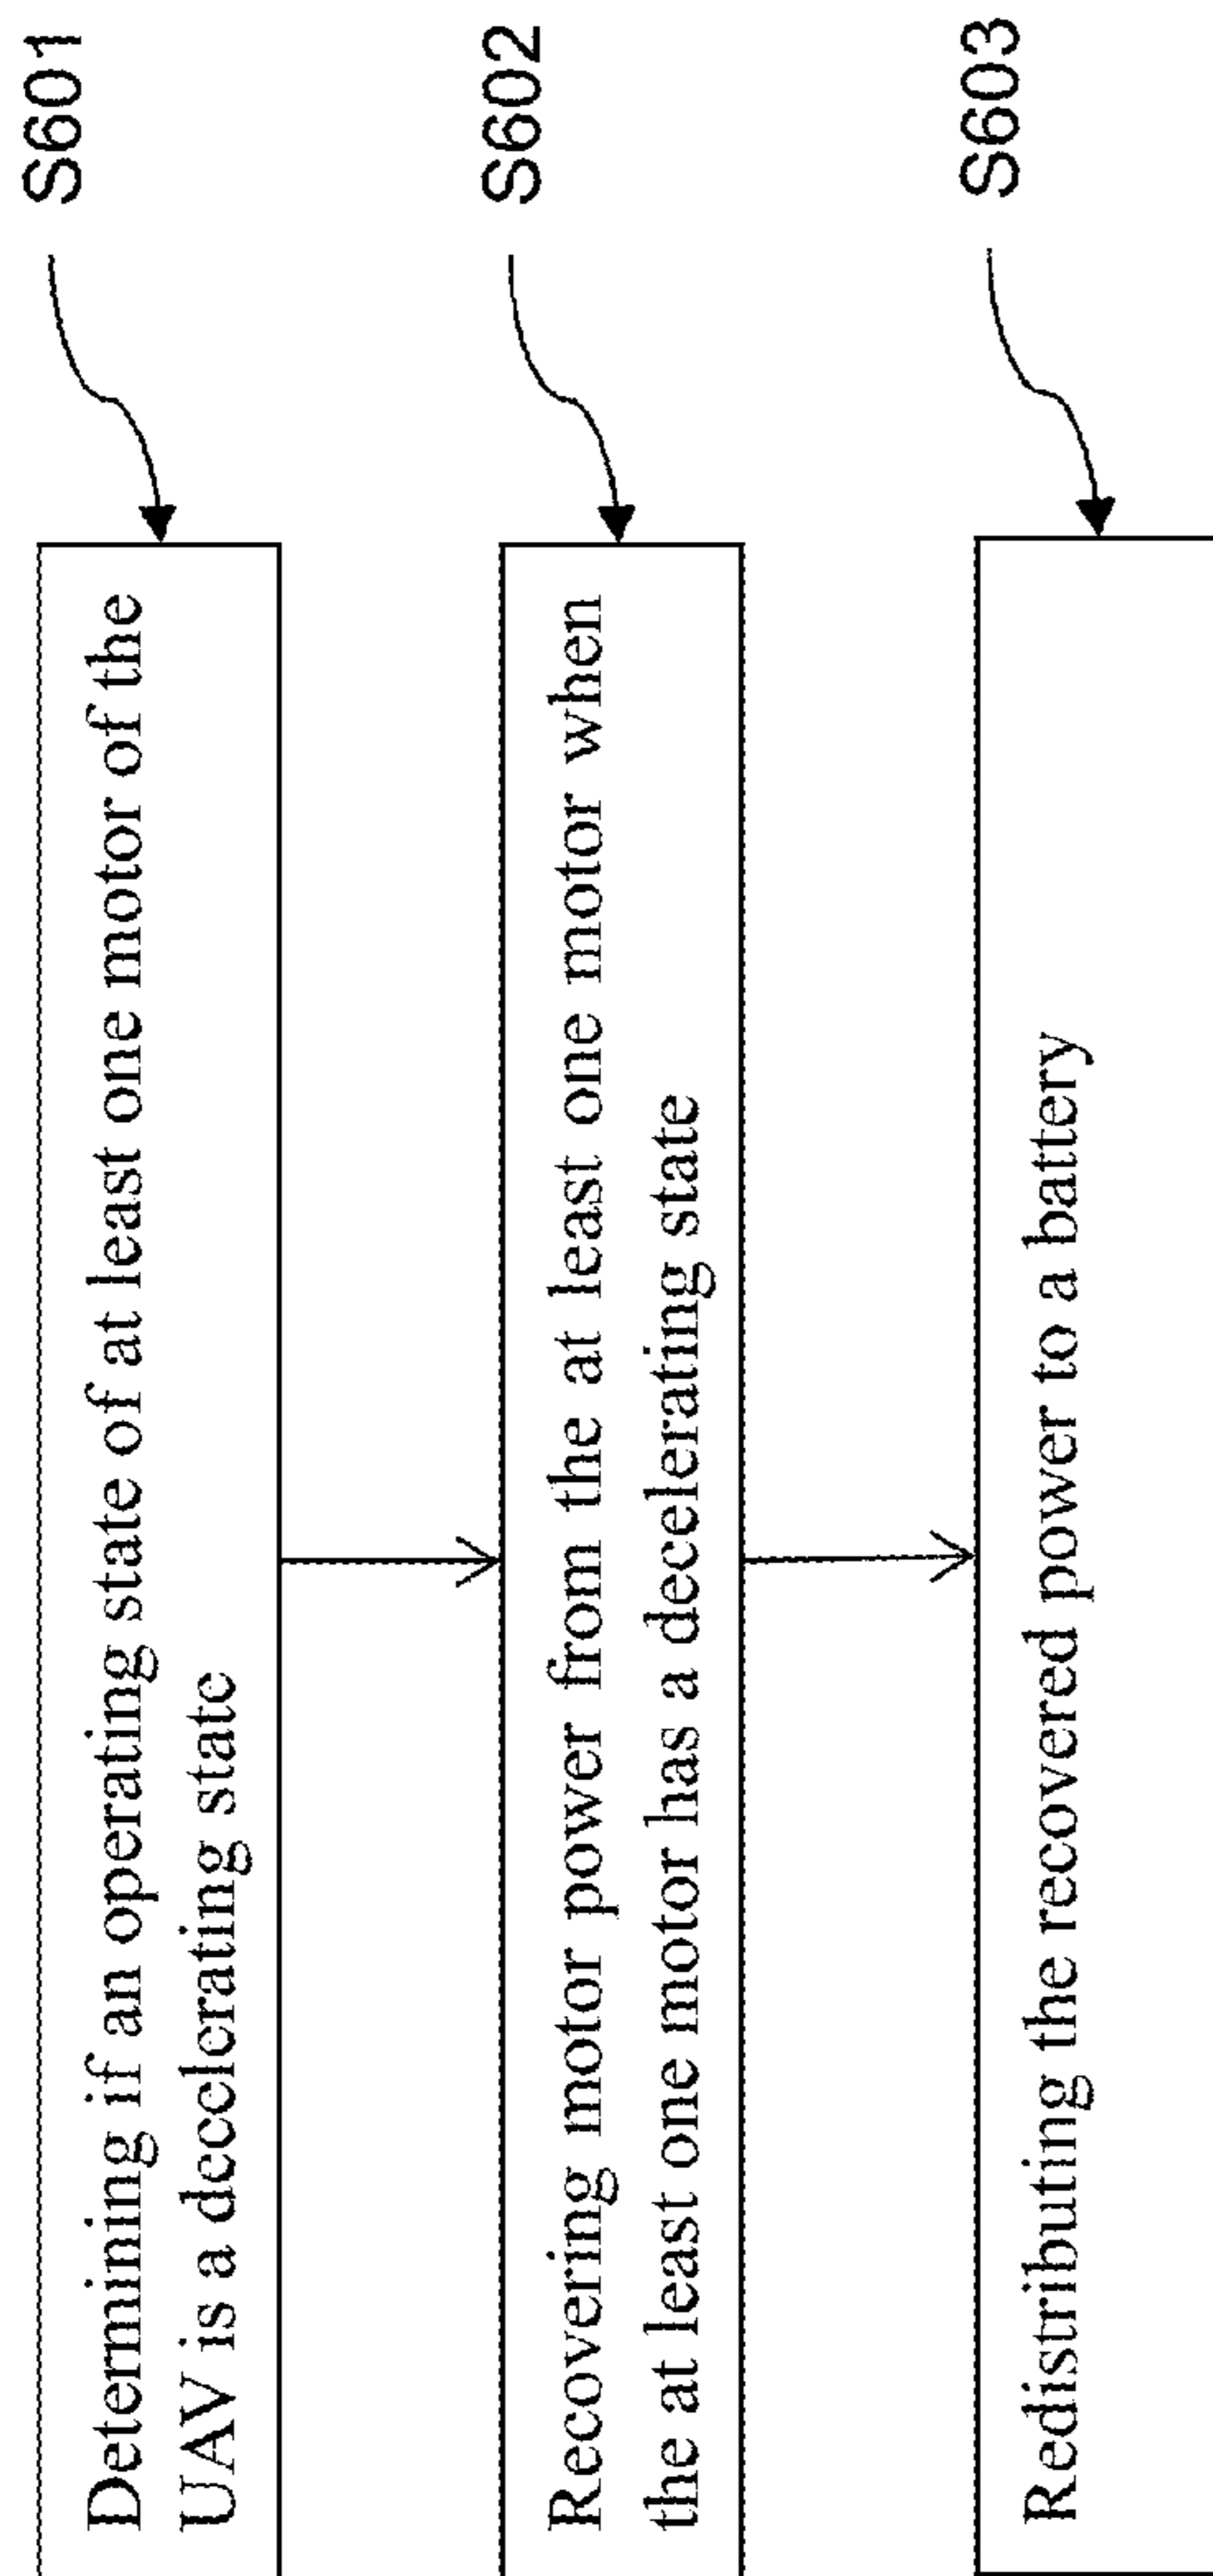 Determining if an operating state of at least one motor of the
UAV is a decelerating state
S601
Recovering motor power from the at least one motor when
the at least one motor has a decelerating state
S602
Redistributing the recovered power to a battery
S603